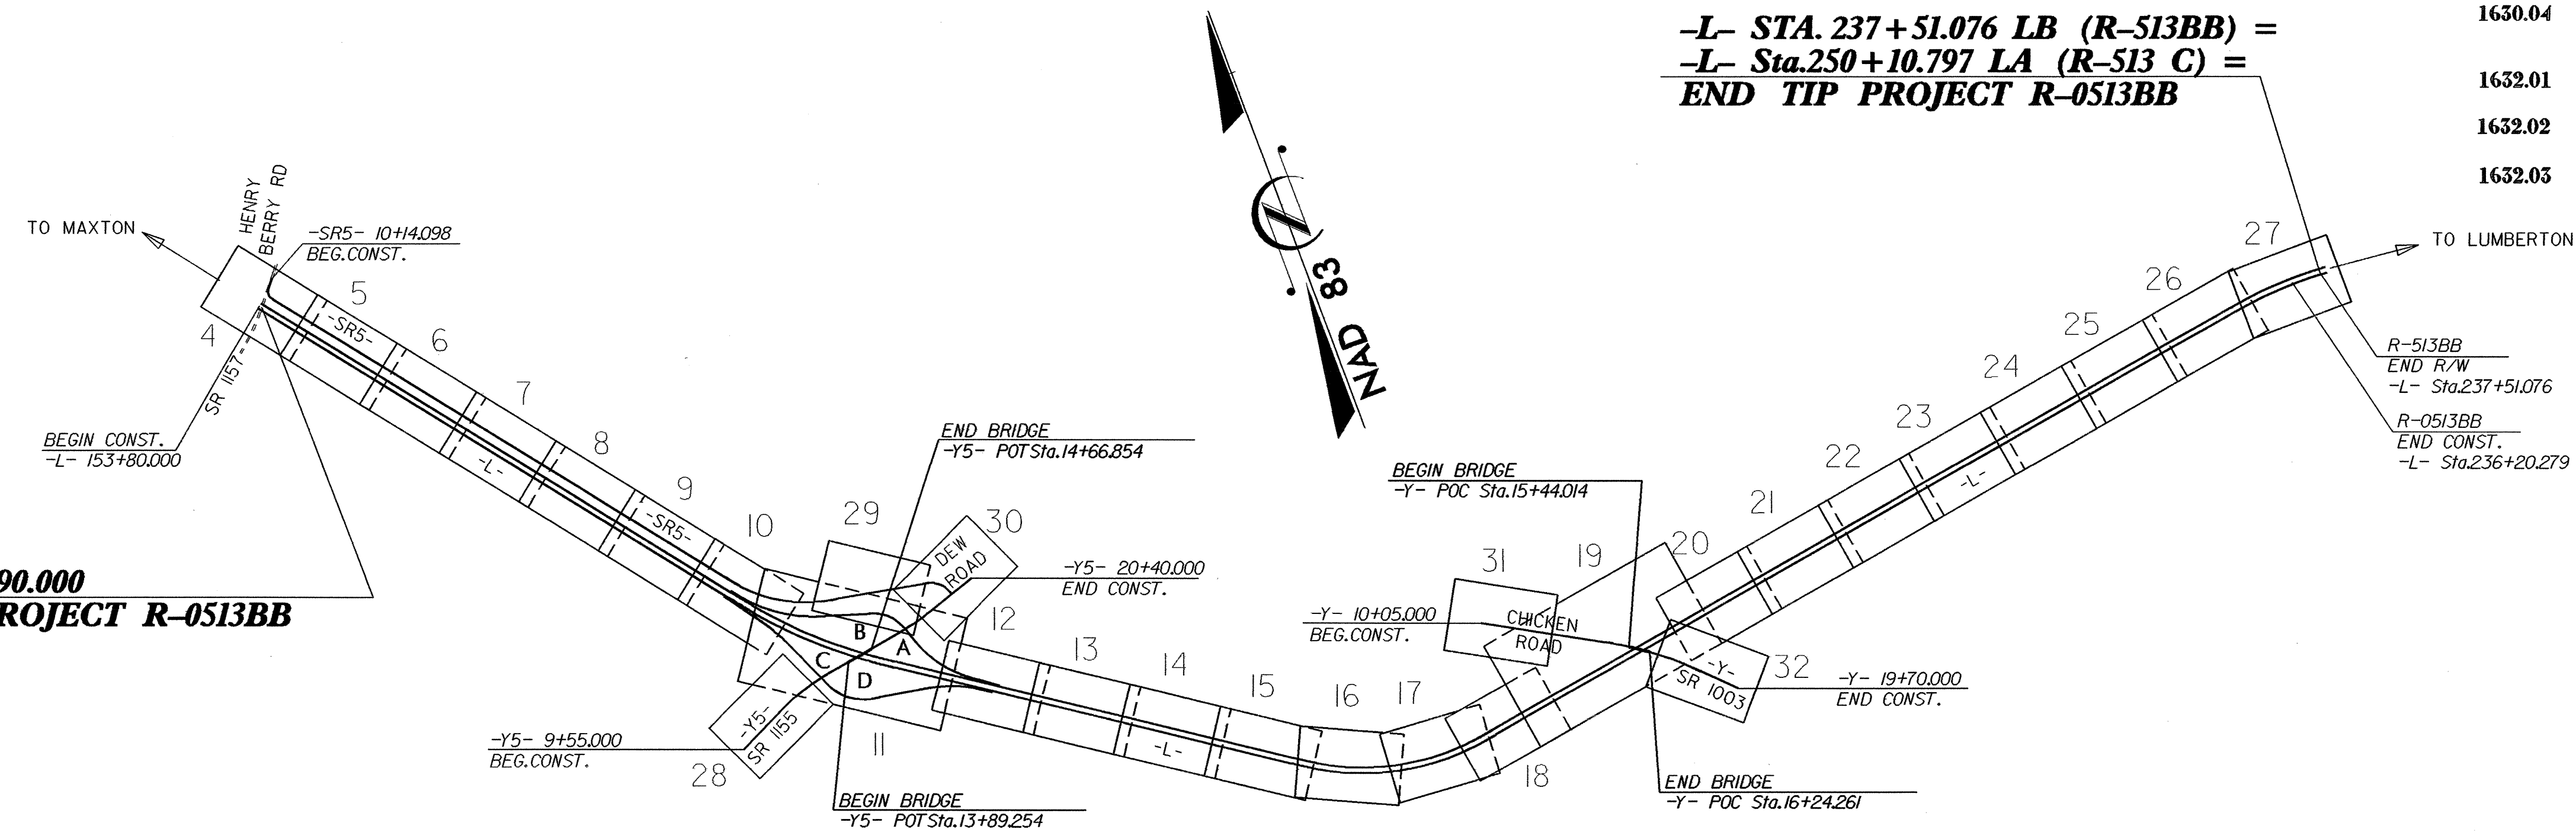 -L- STA. 237+51.076 LB (R-513BB) =
-L- Sta.250+10.797 LA (R-513 C) =
END TIP PROJECT R-0513BB
1630.04
1632.01
1632.02
1632.03
TO MAXTON
HENRY
BERRY RD
-SR5- 10+14.098
BEG.CONST.
4
5
-SR5-
6
7
8
9
-SR5-
10
-L-
SR 1157
BEGIN CONST.
-L- 153+80.000
90.000
ROJECT R-0513BB
NAD 83
END BRIDGE
-Y5- POTSta.14+66.854
29
30
DEW
ROAD
-Y5- 20+40.000
END CONST.
B
A
C
D
12
13
14
15
16
17
18
-L-
11
28
-Y5-
SR 1155
-Y5- 9+55.000
BEG.CONST.
BEGIN BRIDGE
-Y5- POTSta.13+89.254
BEGIN BRIDGE
-Y- POC Sta.15+44.014
31
19
20
-Y- 10+05.000
BEG.CONST.
CHICKEN
ROAD
-Y-
SR 1003
32
-Y- 19+70.000
END CONST.
END BRIDGE
-Y- POC Sta.16+24.261
21
22
23
24
25
26
27
-L-
TO LUMBERTON
R-513BB
END R/W
-L- Sta.237+51.076
R-0513BB
END CONST.
-L- Sta.236+20.279